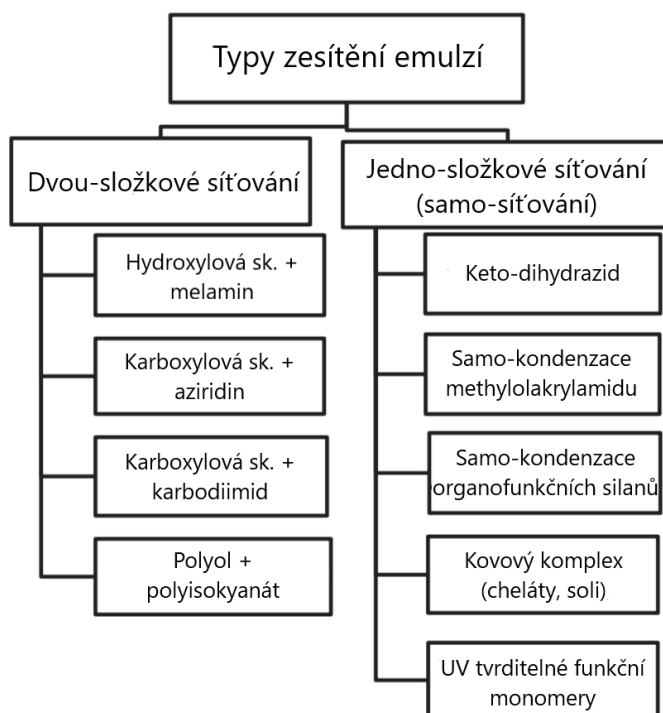 Typy zesítění emulzí
Dvou-složkové síťování
Hydroxylová sk. +
melamin
Karboxylová sk. +
aziridin
Karboxylová sk. +
karbodiimid
Polyol +
polyisokyanát
Jedno-složkové síťování
(samo-síťování)
Keto-dihydrazid
Samo-kondenzace
methylolakrylamidu
Samo-kondenzace
organofunkčních silanů
Kovový komplex
(cheláty, soli)
UV tvrditelné funkční
monomery